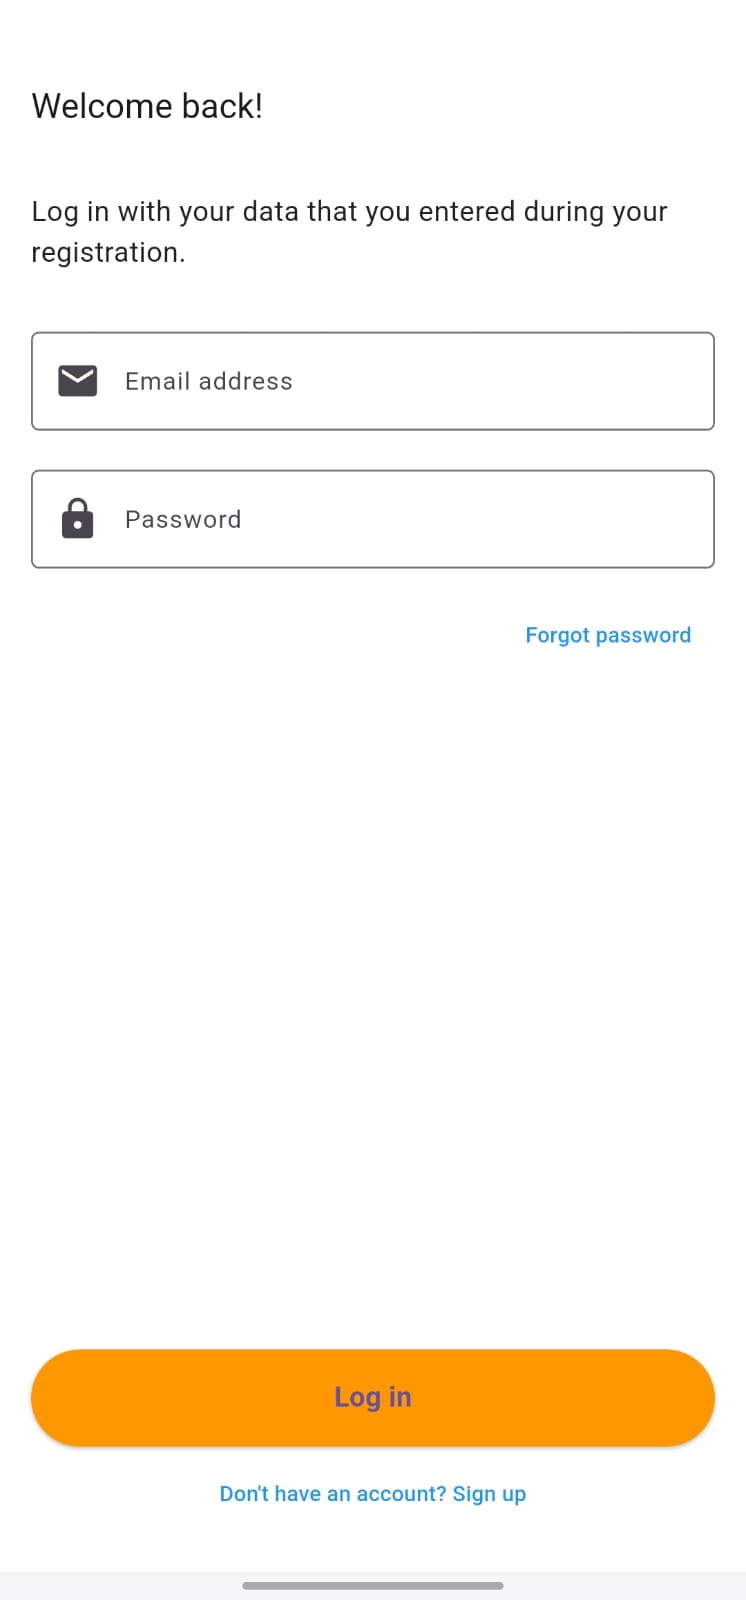 Welcome back!
Log in with your data that you entered during your
registration.
Email address
Password
Forgot password
Log in
Don't have an account? Sign up